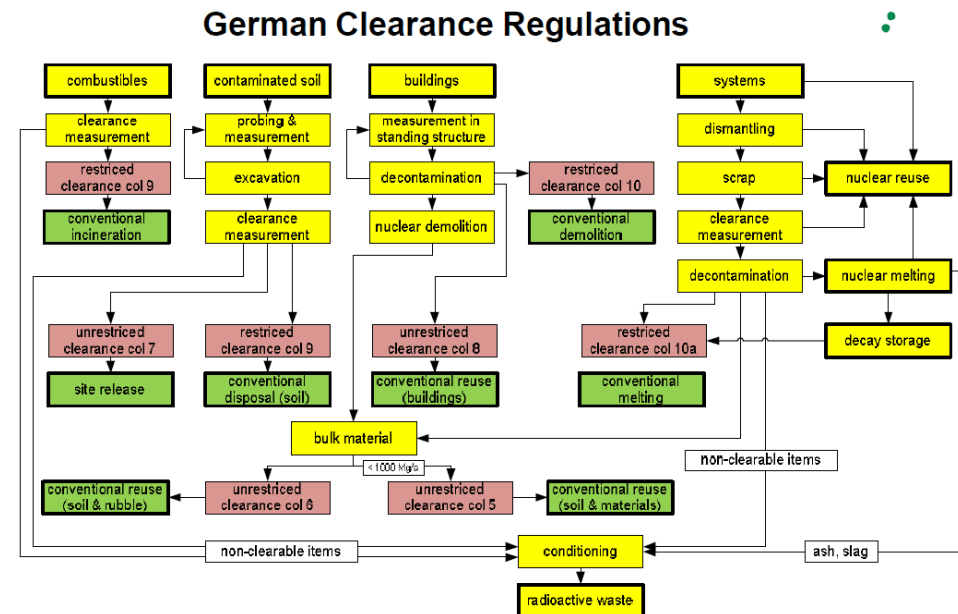 German Clearance Regulations
combustibles
contaminated soil
buildings
systems
clearance
measurement
probing &
measurement
measurement in
standing structure
dismantling
restriced
clearance col 9
excavation
decontamination
restriced
clearance col 10
scrap
nuclear reuse
conventional
incineration
clearance
measurement
nuclear demolition
conventional
demolition
clearance
measurement
decontamination
nuclear melting
unrestriced
clearance col 7
restriced
clearance col 9
unrestriced
clearance col 8
restriced
clearance col 10a
decay storage
site release
conventional
disposal (soil)
conventional reuse
(buildings)
conventional
melting
bulk material
non-clearable items
<1000 Mg/a
conventional reuse
(soil & rubble)
unrestriced
clearance col 6
unrestriced
clearance col 5
conventional reuse
(soil & materials)
non-clearable items
conditioning
ash, slag
radioactive waste